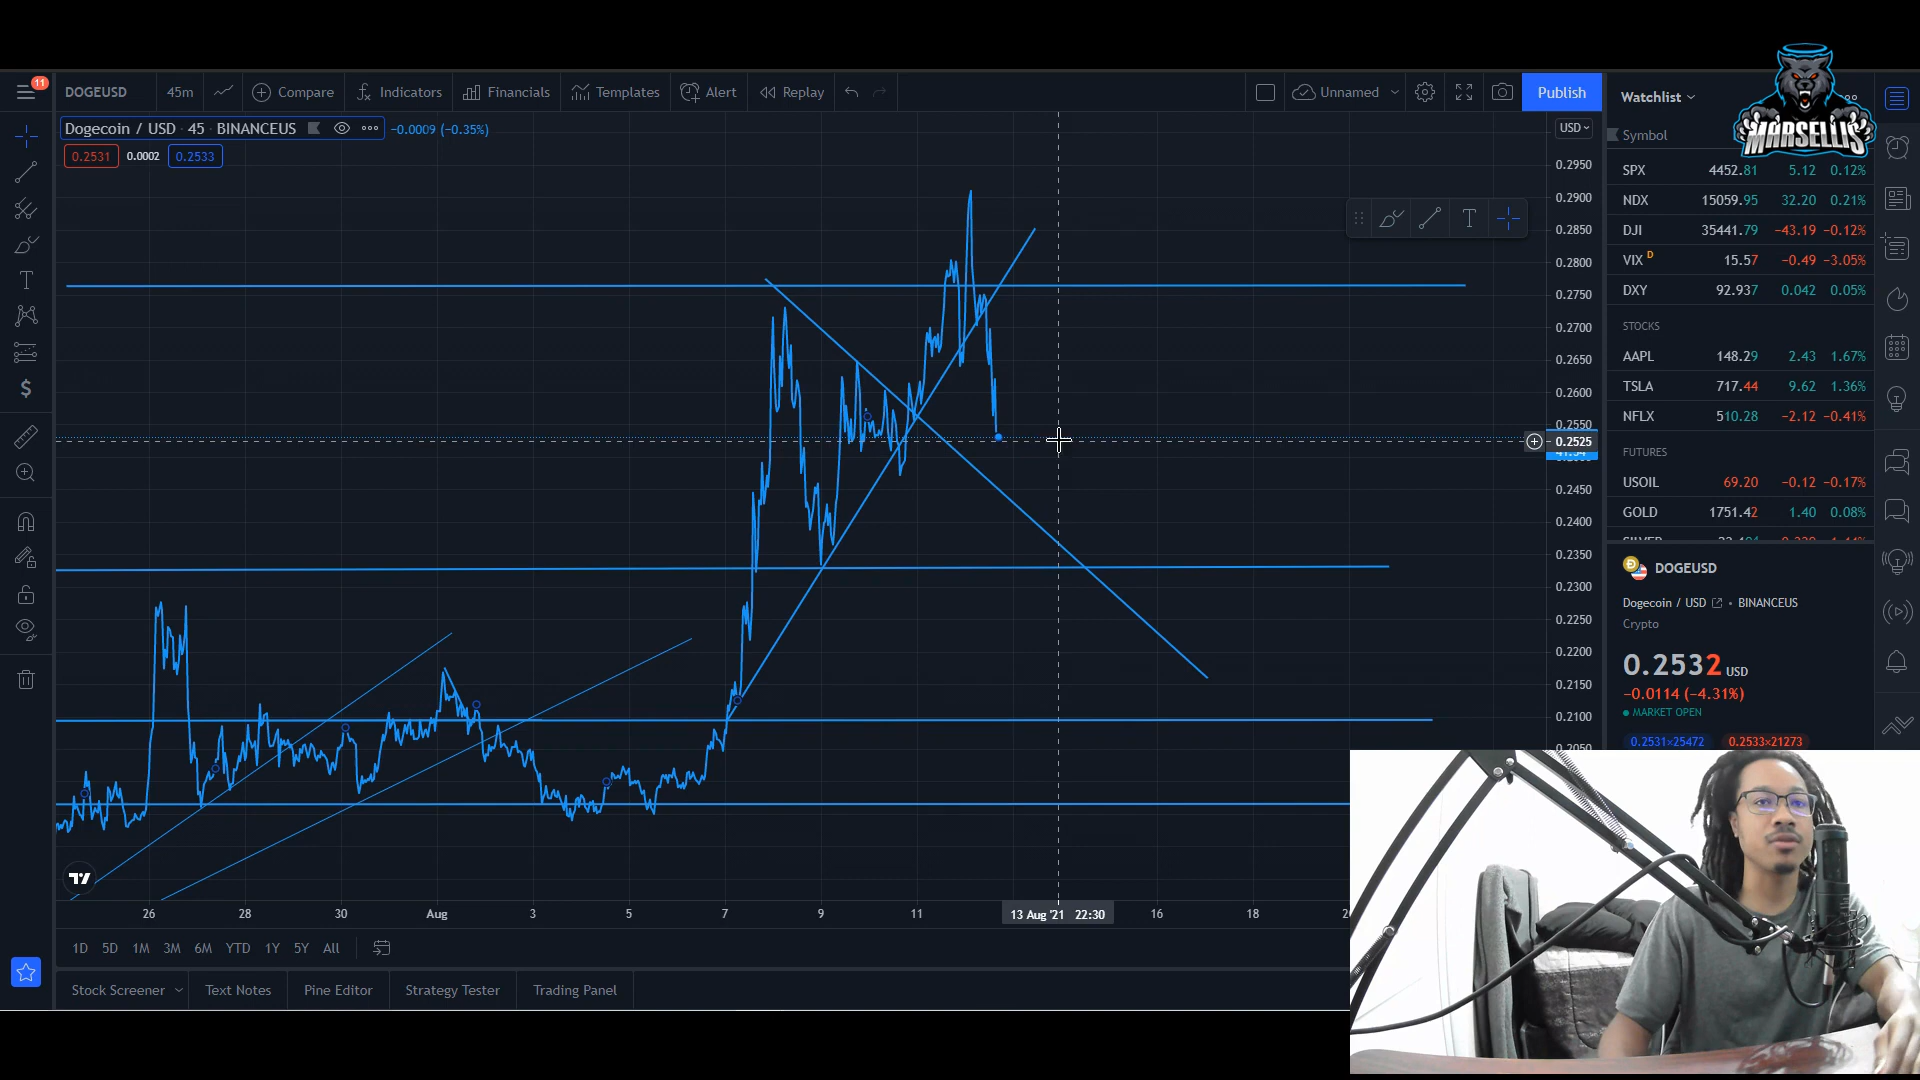 11
DOGEUSD 45m Compare Indicators Financials Templates Alert Replay Unnamed Publish
Dogecoin / USD 45 BINANCEUS −0.0009 (−0.35%)
0.2531 0.0002 0.2533
USD
0.2950
0.2900
0.2850
0.2800
0.2750
0.2700
0.2650
0.2600
0.2550
0.2525
0.2450
0.2400
0.2350
0.2300
0.2250
0.2200
0.2150
0.2100
0.2050
26 28 30 Aug 3 5 7 9 11 13 Aug '21 22:30 16 18
1D 5D 1M 3M 6M YTD 1Y 5Y All
Stock Screener Text Notes Pine Editor Strategy Tester Trading Panel
Watchlist
MARSELLIS
Symbol
SPX 4452.81 5.12 0.12%
NDX 15059.95 32.20 0.21%
DJI 35441.79 −43.19 −0.12%
VIX D 15.57 −0.49 −3.05%
DXY 92.937 0.042 0.05%
STOCKS
AAPL 148.29 2.43 1.67%
TSLA 717.44 9.62 1.36%
NFLX 510.28 −2.12 −0.41%
FUTURES
USOIL 69.20 −0.12 −0.17%
GOLD 1751.42 1.40 0.08%
DOGEUSD
Dogecoin / USD • BINANCEUS
Crypto
0.2532 USD
−0.0114 (−4.31%)
MARKET OPEN
0.2531×25472 0.2533×21273